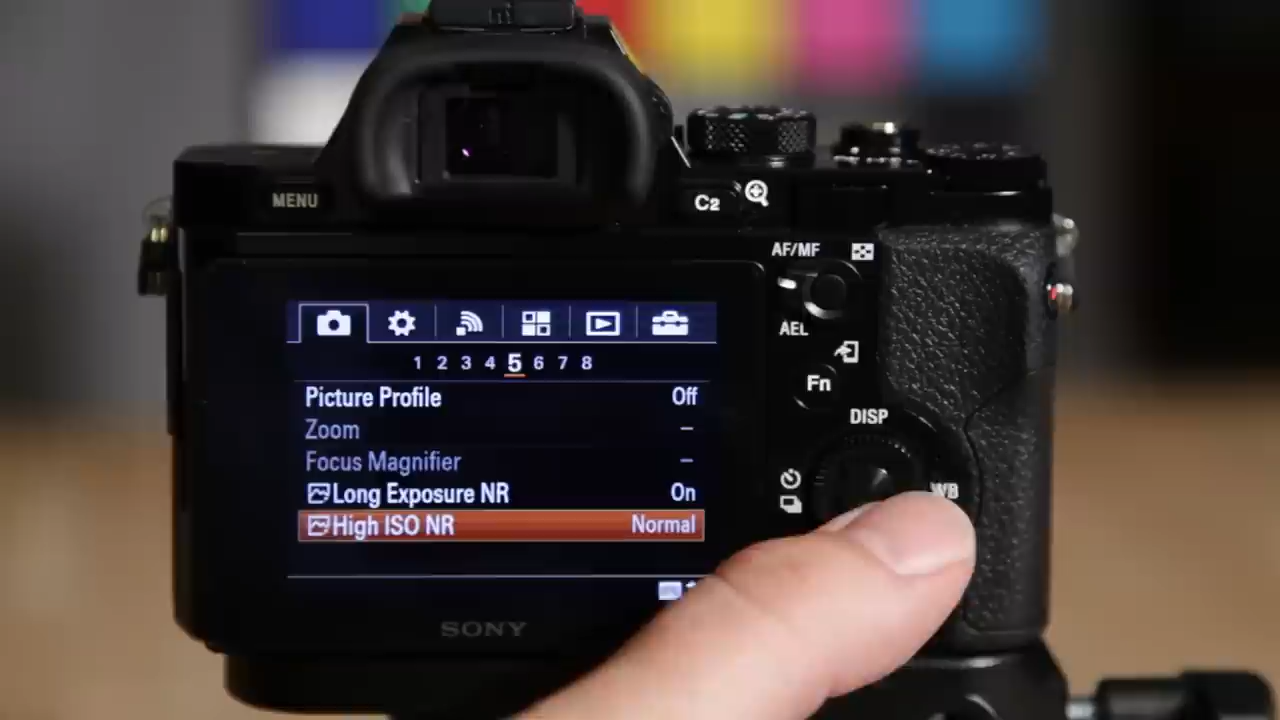 MENU
C2
AF/MF
AEL
Fn
DISP
WB
1 2 3 4 5 6 7 8
Picture Profile Off
Zoom –
Focus Magnifier –
Long Exposure NR On
High ISO NR Normal
SONY